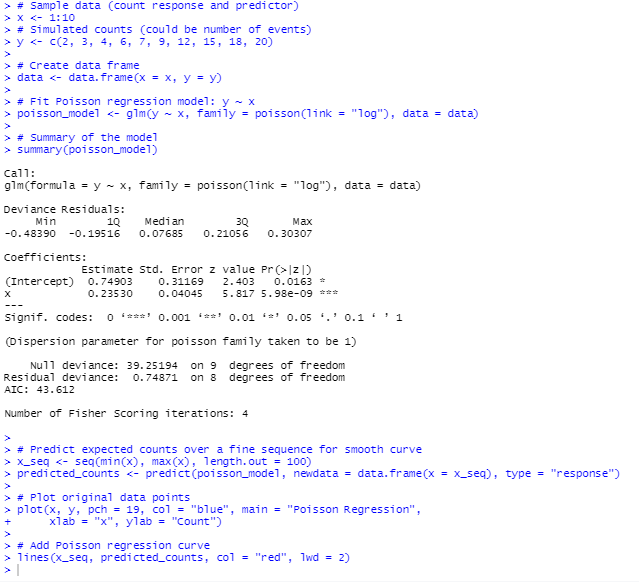 > # Sample data (count response and predictor)
> x <- 1:10
> # Simulated counts (could be number of events)
> y <- c(2, 3, 4, 6, 7, 9, 12, 15, 18, 20)
>
> # Create data frame
> data <- data.frame(x = x, y = y)
>
> # Fit Poisson regression model: y ~ x
> poisson_model <- glm(y ~ x, family = poisson(link = "log"), data = data)
>
> # Summary of the model
> summary(poisson_model)

Call:
glm(formula = y ~ x, family = poisson(link = "log"), data = data)

Deviance Residuals:
     Min        1Q    Median        3Q       Max
-0.48390  -0.19516   0.07685   0.21056   0.30307

Coefficients:
            Estimate Std. Error z value Pr(>|z|)
(Intercept)  0.74903    0.31169   2.403   0.0163 *
x            0.23530    0.04045   5.817 5.98e-09 ***
---
Signif. codes:  0 ‘***’ 0.001 ‘**’ 0.01 ‘*’ 0.05 ‘.’ 0.1 ‘ ’ 1

(Dispersion parameter for poisson family taken to be 1)

    Null deviance: 39.25194  on 9  degrees of freedom
Residual deviance:  0.74871  on 8  degrees of freedom
AIC: 43.612

Number of Fisher Scoring iterations: 4

>
> # Predict expected counts over a fine sequence for smooth curve
> x_seq <- seq(min(x), max(x), length.out = 100)
> predicted_counts <- predict(poisson_model, newdata = data.frame(x = x_seq), type = "response")
>
> # Plot original data points
> plot(x, y, pch = 19, col = "blue", main = "Poisson Regression",
+      xlab = "x", ylab = "Count")
>
> # Add Poisson regression curve
> lines(x_seq, predicted_counts, col = "red", lwd = 2)
>